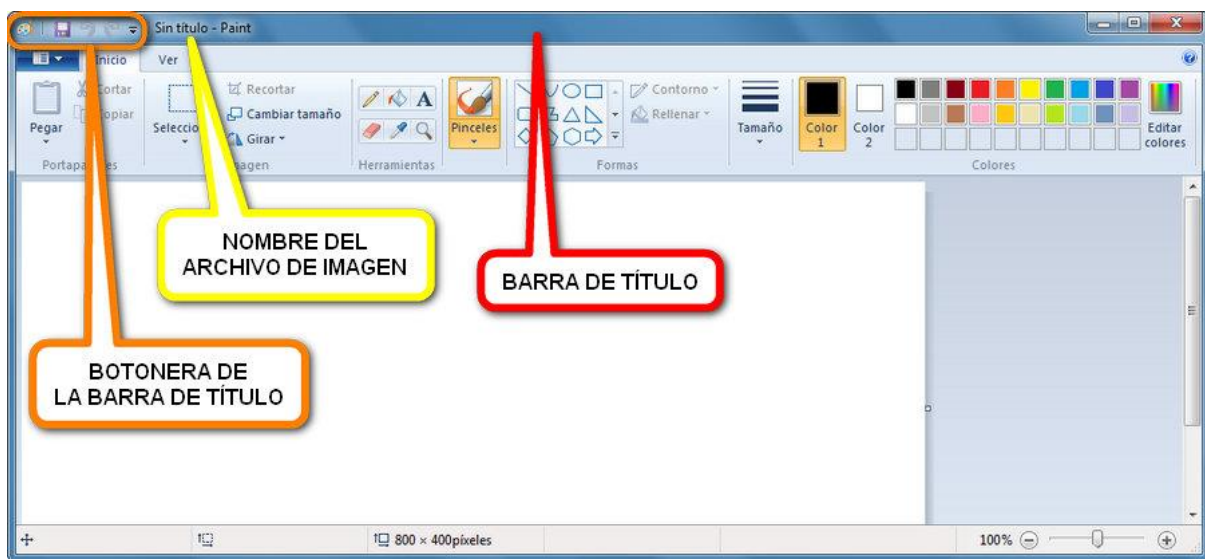 Sin título - Paint
Inicio
Ver
Cortar
Copiar
Pegar
Portapapeles
Recortar
Cambiar tamaño
Girar
Herramientas
Pinceles
Contorno
Rellenar
Formas
Tamaño
Color
1
Color
2
Editar
colores
Colores
NOMBRE DEL
ARCHIVO DE IMAGEN
BARRA DE TÍTULO
BOTONERA DE
LA BARRA DE TÍTULO
800 × 400píxeles
100%